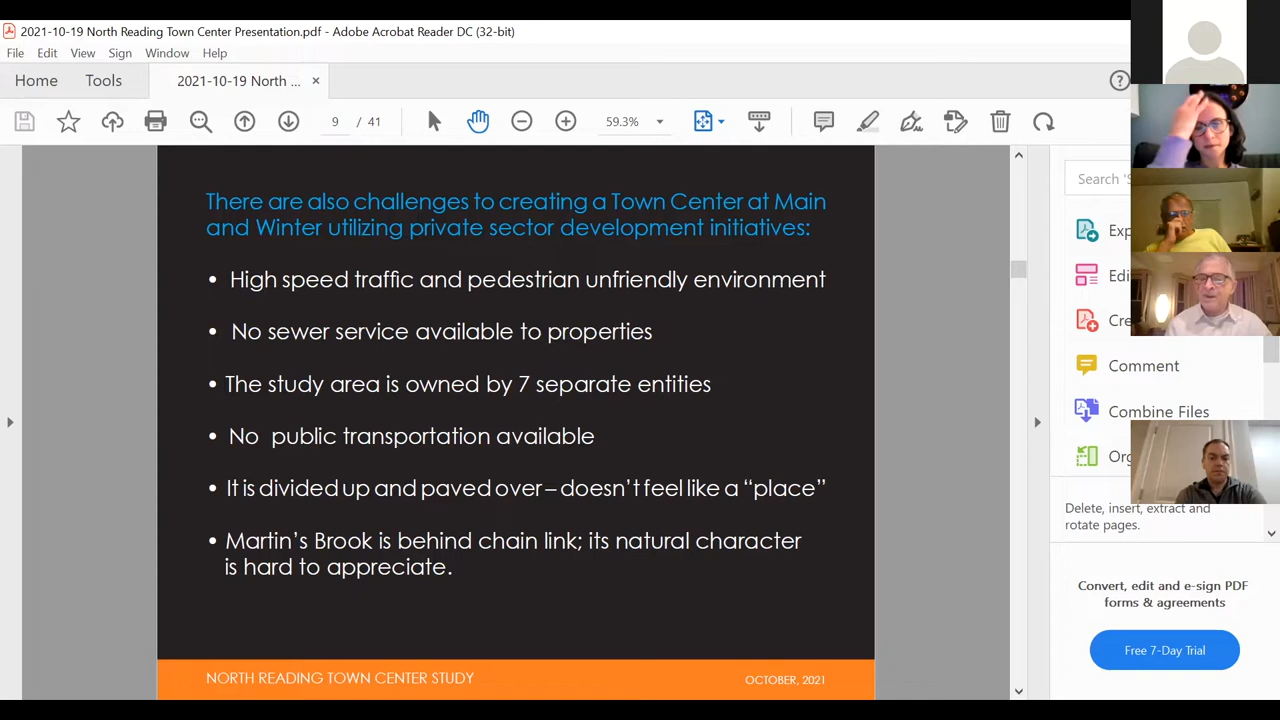 2021-10-19 North Reading Town Center Presentation.pdf - Adobe Acrobat Reader DC (32-bit)
File Edit View Sign Window Help
Home Tools 2021-10-19 North ... ×
9 / 41 59.3%
There are also challenges to creating a Town Center at Main
and Winter utilizing private sector development initiatives:
• High speed traffic and pedestrian unfriendly environment
• No sewer service available to properties
• The study area is owned by 7 separate entities
• No public transportation available
• It is divided up and paved over – doesn't feel like a “place”
• Martin's Brook is behind chain link; its natural character
is hard to appreciate.
NORTH READING TOWN CENTER STUDY
OCTOBER, 2021
Search 'S
Exp
Edi
Cre
Comment
Combine Files
Org
Delete, insert, extract and
rotate pages.
Convert, edit and e-sign PDF
forms & agreements
Free 7-Day Trial